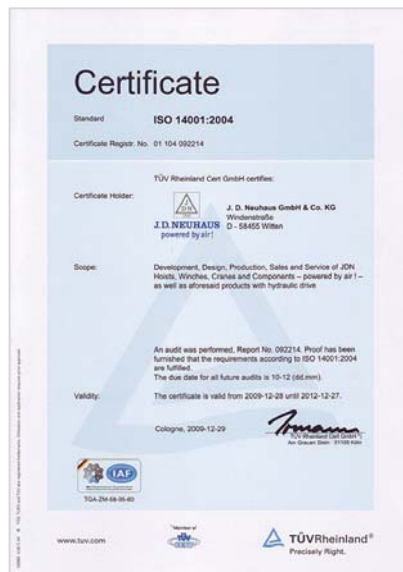 Certificate
Standard ISO 14001:2004
Certificate Registr. No. 01 104 092214
TÜV Rheinland Cert GmbH certifies:
Certificate Holder:
JDN
J.D. NEUHAUS
powered by air!
J. D. Neuhaus GmbH & Co. KG
Windenstraße
D - 58455 Witten
Scope: Development, Design, Production, Sales and Service of JDN
Hoists, Winches, Cranes and Components – powered by air ! –
as well as aforesaid products with hydraulic drive
An audit was performed, Report No. 092214. Proof has been
furnished that the requirements according to ISO 14001:2004
are fulfilled.
The due date for all future audits is 10-12 (dd.mm).
Validity: The certificate is valid from 2009-12-28 until 2012-12-27.
Cologne, 2009-12-29
TÜV Rheinland Cert GmbH
Am Grauen Stein · 51105 Köln
IAF
TGA-ZM-58-95-60
www.tuv.com
Member of
TÜV
TÜVRheinland®
Precisely Right.